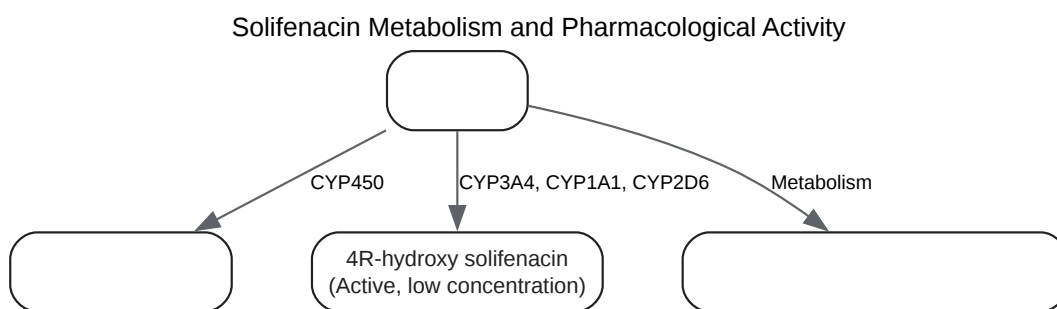 Solifenacin Metabolism and Pharmacological Activity
CYP450
CYP3A4, CYP1A1, CYP2D6
Metabolism
4R-hydroxy solifenacin
(Active, low concentration)